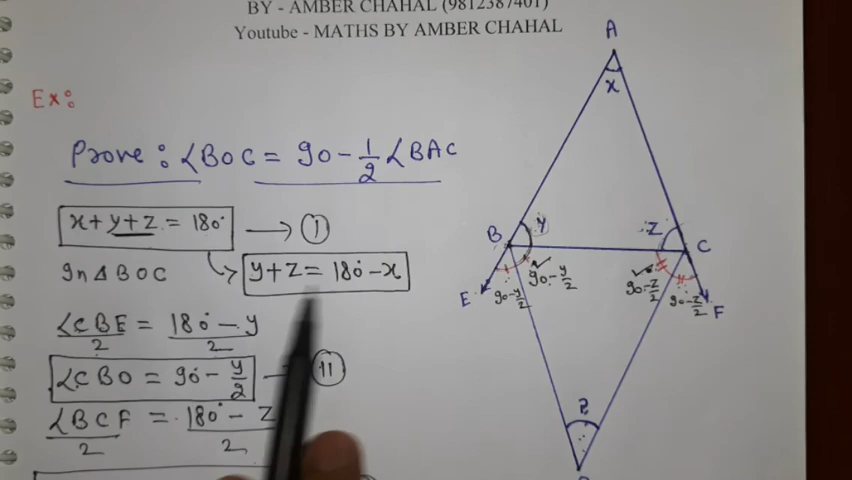 BY - AMBER CHAHAL (9812387401)
Youtube - MATHS BY AMBER CHAHAL
Ex:
Prove: ∠BOC = 90 - 1/2 ∠BAC
x + y + z = 180° → I
In △BOC
y + z = 180° - x
∠CBE/2 = 180° - y/2
∠CBO = 90° - y/2 → II
∠BCF/2 = 180° - z/2
A
x
B
y
z
C
90 - y/2
90 - y/2
90 - z/2
90 - z/2
E
F
?